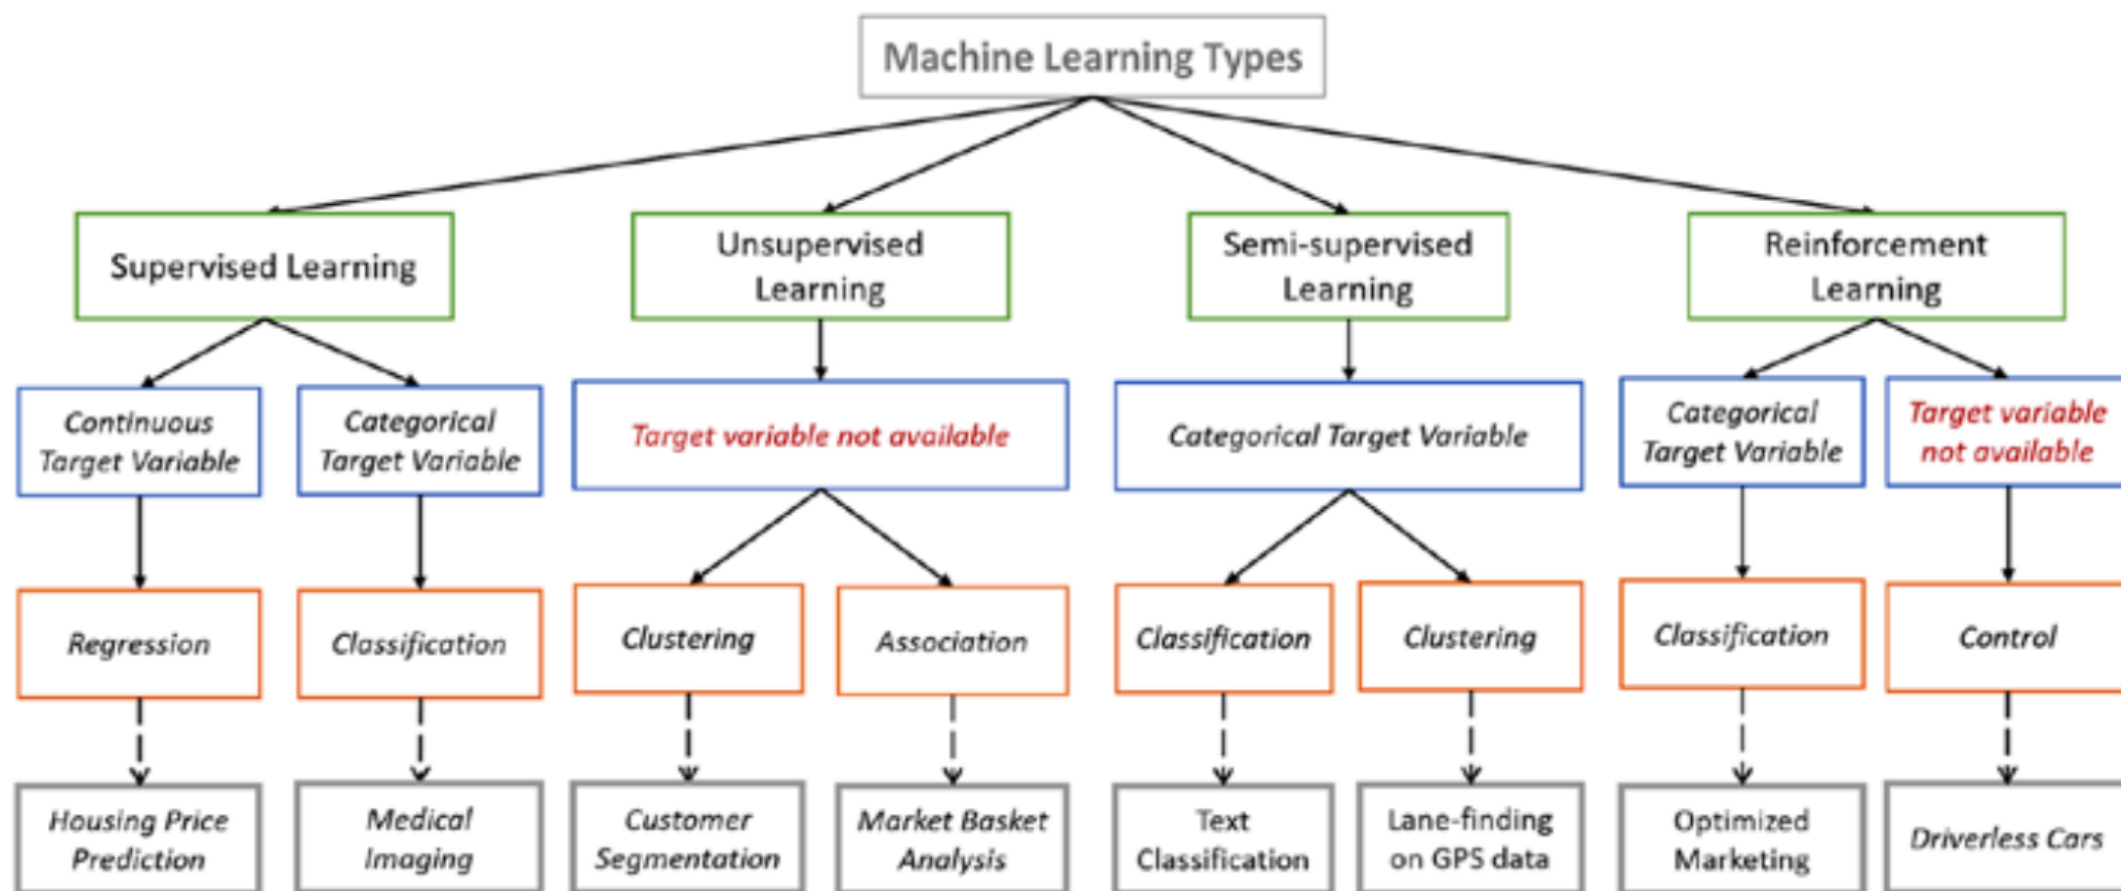 Machine Learning Types
Supervised Learning
Unsupervised
Learning
Semi-supervised
Learning
Reinforcement
Learning
Continuous
Target Variable
Categorical
Target Variable
Target variable not available
Categorical Target Variable
Categorical
Target Variable
Target variable
not available
Regression
Classification
Clustering
Association
Classification
Clustering
Classification
Control
Housing Price
Prediction
Medical
Imaging
Customer
Segmentation
Market Basket
Analysis
Text
Classification
Lane-finding
on GPS data
Optimized
Marketing
Driverless Cars